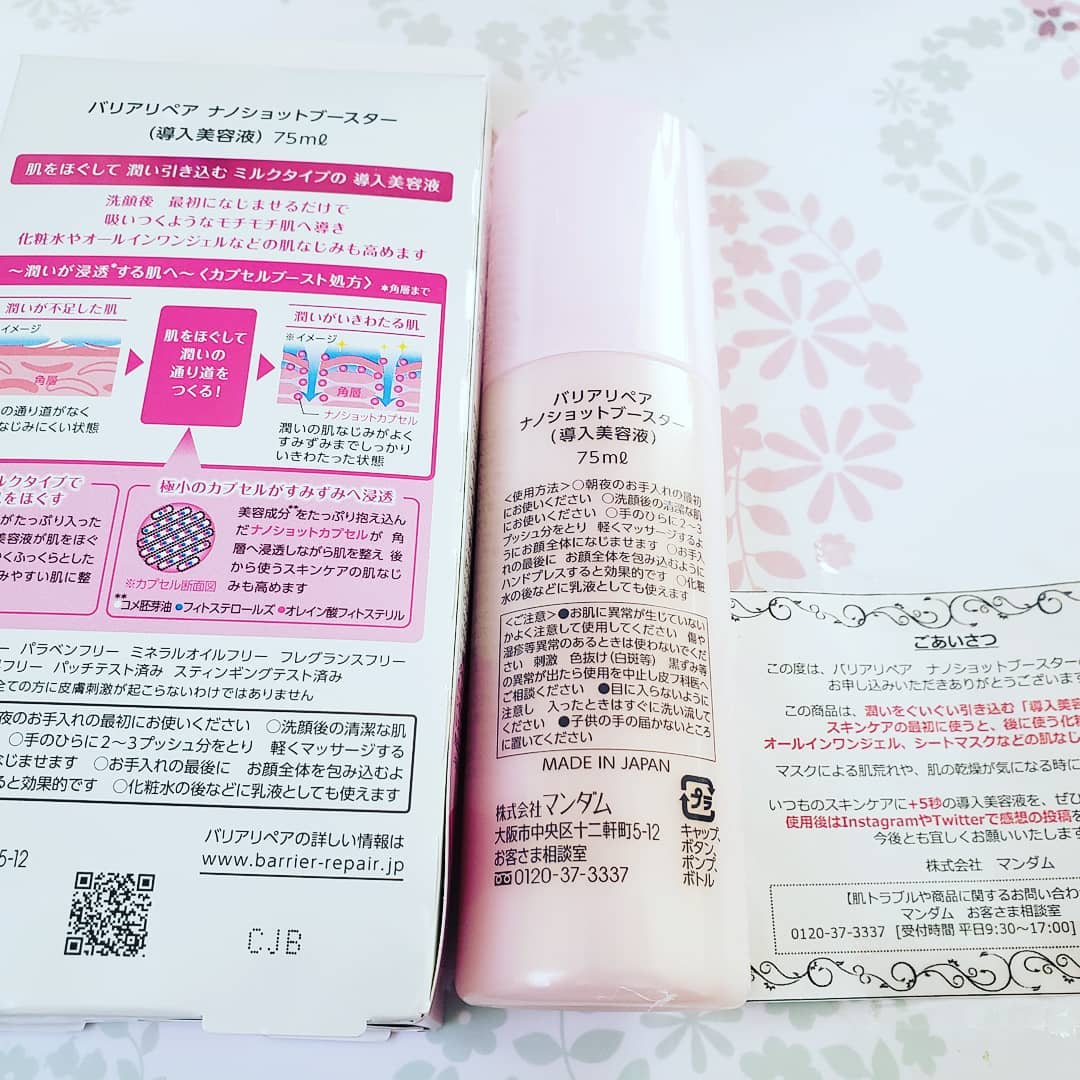 バリアリペア ナノショットブースター
(導入美容液) 75ml
肌をほぐして 潤い引き込む ミルクタイプの 導入美容液
洗顔後 最初になじませるだけで
吸いつくようなモチモチ肌へ導き
化粧水やオールインワンジェルなどの肌なじみも高めます
~潤いが浸透*する肌へ~〈カプセルブースト処方〉 *角層まで
潤いが不足した肌
イメージ
角層
の通り道がなく
なじみにくい状態
肌をほぐして
潤いの
通り道を
つくる!
潤いがいきわたる肌
※イメージ
角層
ナノショットカプセル
潤いの肌なじみがよく
すみずみまでしっかり
いきわたった状態
ルクタイプで
をほぐす
がたっぷり入った
美容液が肌をほぐ
くふっくらとした
みやすい肌に整
極小のカプセルがすみずみへ浸透
美容成分**をたっぷり抱え込ん
だナノショットカプセルが 角
層へ浸透しながら肌を整え 後
から使うスキンケアの肌なじ
みも高めます
※カプセル断面図
**コメ胚芽油 ●フィトステロールズ ●オレイン酸フィトステリル
ー パラベンフリー ミネラルオイルフリー フレグランスフリー
フリー パッチテスト済み スティンギングテスト済み
全ての方に皮膚刺激が起こらないわけではありません
夜のお手入れの最初にお使いください ○洗顔後の清潔な肌
○手のひらに2~3プッシュ分をとり 軽くマッサージする
なじませます ○お手入れの最後に お顔全体を包み込むよ
ると効果的です ○化粧水の後などに乳液としても使えます
バリアリペアの詳しい情報は
www.barrier-repair.jp
5-12
CJB
バリアリペア
ナノショットブースター
(導入美容液)
75ml
<使用方法>○朝夜のお手入れの最初
にお使いください ○洗顔後の清潔な肌
にお使いください ○手のひらに2~3
プッシュ分をとり 軽くマッサージするよ
うにお顔全体になじませます ○お手入
れの最後に お顔全体を包み込むように
ハンドプレスすると効果的です ○化粧
水の後などに乳液としても使えます
<ご注意>●お肌に異常が生じていない
かよく注意して使用してください 傷や
湿疹等異常のあるときは使わないでくだ
さい 刺激 色抜け(白斑等) 黒ずみ等
の異常が出たら使用を中止し皮フ科医へ
ご相談ください ●目に入らないように
注意し 入ったときはすぐに洗い流して
ください ●子供の手の届かないところ
に置いてください
MADE IN JAPAN
株式会社 マンダム
大阪市中央区十二軒町5-12
お客さま相談室
0120-37-3337
プラ
キャップ、
ボタン、
ポンプ、
ボトル
ごあいさつ
この度は、バリアリペア ナノショットブースター
お申し込みいただきありがとうございま
この商品は、潤いをぐいぐい引き込む「導入美容
スキンケアの最初に使うと、後に使う化粧
オールインワンジェル、シートマスクなどの肌なじ
マスクによる肌荒れや、肌の乾燥が気になる時に
いつものスキンケアに+5秒の導入美容液を、ぜひ
使用後はInstagramやTwitterで感想の投稿を
今後とも宜しくお願いいたします
株式会社 マンダム
【肌トラブルや商品に関するお問い合わ
マンダム お客さま相談室
0120-37-3337 [受付時間 平日9:30~17:00]